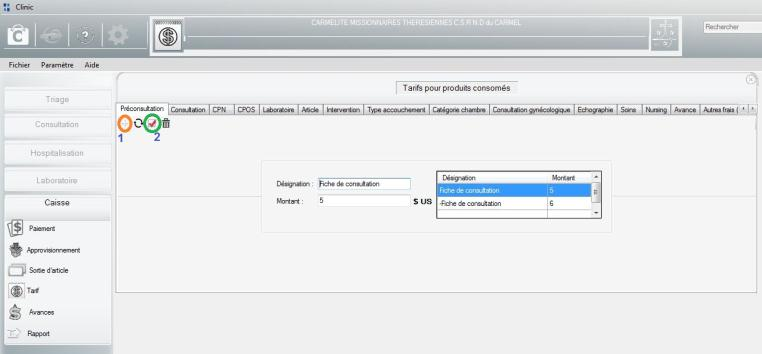 Clinic
CARMELITE MISSIONNAIRES THERESIENNES C.S R N.D du CARMEL
Rechercher
Fichier Paramètre Aide
Tarifs pour produits consomés
Triage
Consultation
Hospitalisation
Laboratoire
Caisse
Paiement
Approvisionnement
Sortie d'article
Tarif
Avances
Rapport
Préconsultation Consultation CPN CPOS Laboratoire Article Intervention Type accouchement Catégorie chambre Consultation gynécologique Echographie Soins Nursing Avance Autres frais (
1 2
Désignation : Fiche de consultation
Montant : 5 $ US
Désignation Montant
Fiche de consultation 5
-Fiche de consultation 6